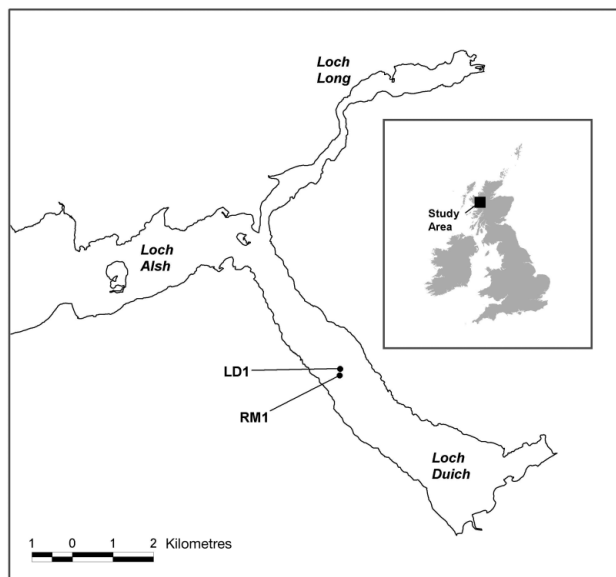 Loch
Long
Study
Area
Loch
Alsh
LD1
RM1
Loch
Duich
1 0 1 2 Kilometres